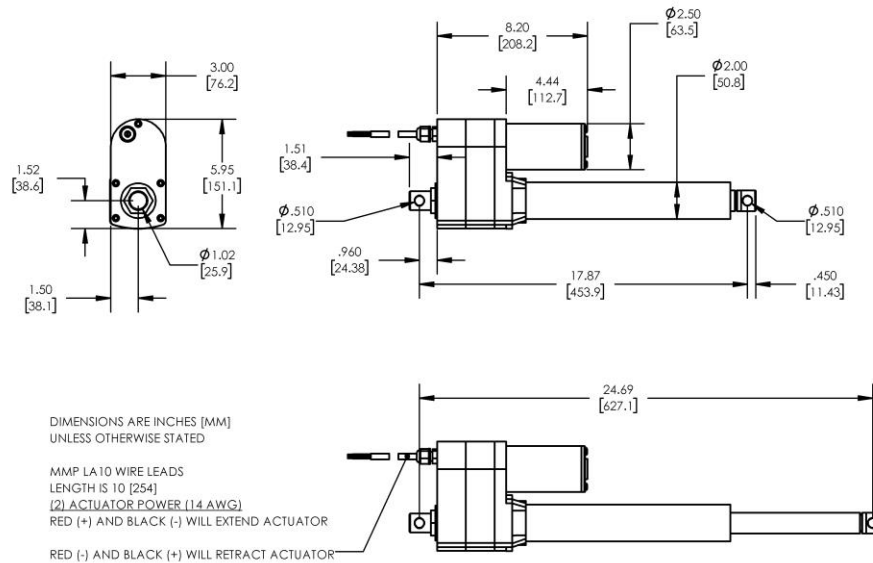 8.20
[208.2]
Ø2.50
[63.5]
3.00
[76.2]
4.44
[112.7]
Ø2.00
[50.8]
1.52
[38.6]
5.95
[151.1]
1.51
[38.4]
Ø.510
[12.95]
Ø.510
[12.95]
Ø1.02
[25.9]
.960
[24.38]
17.87
[453.9]
.450
[11.43]
1.50
[38.1]
24.69
[627.1]
DIMENSIONS ARE INCHES [MM]
UNLESS OTHERWISE STATED
MMP LA10 WIRE LEADS
LENGTH IS 10 [254]
(2) ACTUATOR POWER (14 AWG)
RED (+) AND BLACK (-) WILL EXTEND ACTUATOR
RED (-) AND BLACK (+) WILL RETRACT ACTUATOR